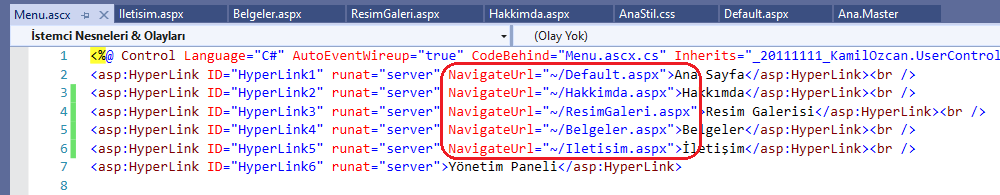 Menu.ascx Iletisim.aspx Belgeler.aspx ResimGaleri.aspx Hakkimda.aspx AnaStil.css Default.aspx Ana.Master
İstemci Nesneleri & Olayları (Olay Yok)
1 <%@ Control Language="C#" AutoEventWireup="true" CodeBehind="Menu.ascx.cs" Inherits="_20111111_KamilOzcan.UserControl
2 <asp:HyperLink ID="HyperLink1" runat="server" NavigateUrl="~/Default.aspx">Ana Sayfa</asp:HyperLink><br />
3 <asp:HyperLink ID="HyperLink2" runat="server" NavigateUrl="~/Hakkimda.aspx">Hakkımda</asp:HyperLink><br />
4 <asp:HyperLink ID="HyperLink3" runat="server" NavigateUrl="~/ResimGaleri.aspx">Resim Galerisi</asp:HyperLink><br />
5 <asp:HyperLink ID="HyperLink4" runat="server" NavigateUrl="~/Belgeler.aspx">Belgeler</asp:HyperLink><br />
6 <asp:HyperLink ID="HyperLink5" runat="server" NavigateUrl="~/Iletisim.aspx">İletişim</asp:HyperLink><br />
7 <asp:HyperLink ID="HyperLink6" runat="server">Yönetim Paneli</asp:HyperLink>
8